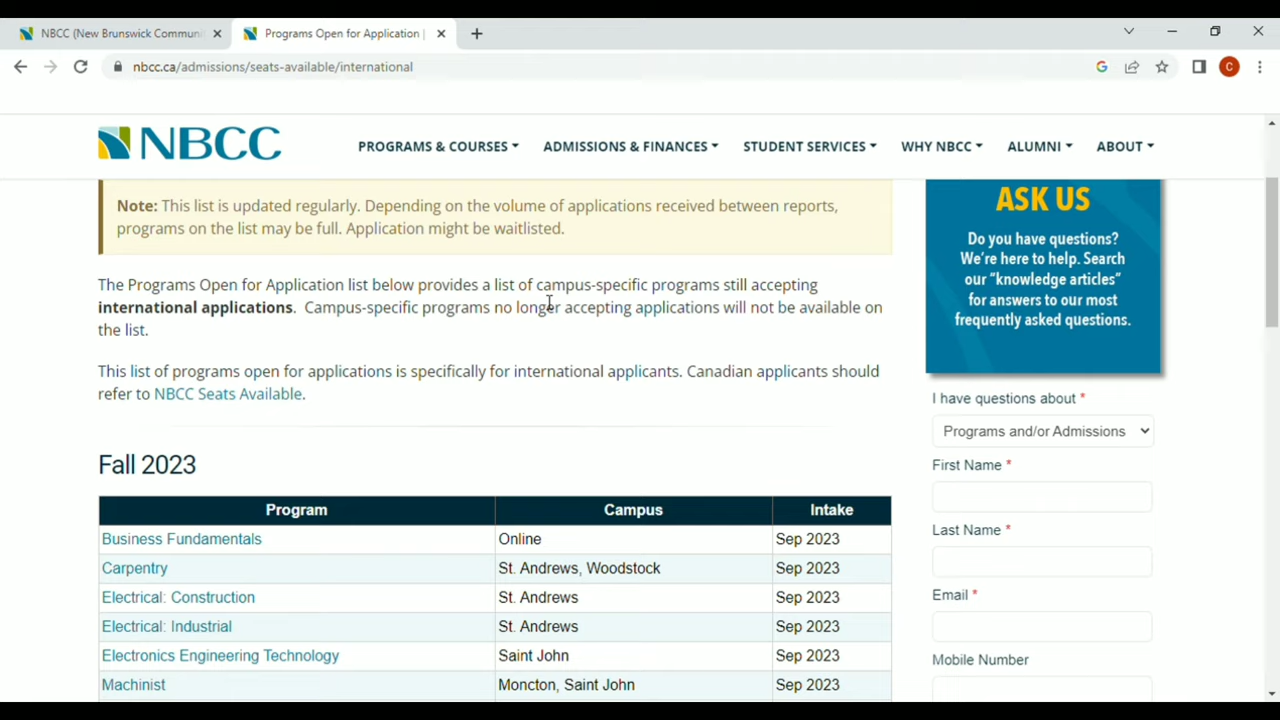 NBCC (New Brunswick Commun
Programs Open for Application |
nbcc.ca/admissions/seats-available/international
C
NBCC
PROGRAMS & COURSES
ADMISSIONS & FINANCES
STUDENT SERVICES
WHY NBCC
ALUMNI
ABOUT
Note: This list is updated regularly. Depending on the volume of applications received between reports,
programs on the list may be full. Application might be waitlisted.
The Programs Open for Application list below provides a list of campus-specific programs still accepting
international applications. Campus-specific programs no longer accepting applications will not be available on
the list.
This list of programs open for applications is specifically for international applicants. Canadian applicants should
refer to NBCC Seats Available.
Fall 2023
Program Campus Intake
Business Fundamentals Online Sep 2023
Carpentry St. Andrews, Woodstock Sep 2023
Electrical: Construction St. Andrews Sep 2023
Electrical: Industrial St. Andrews Sep 2023
Electronics Engineering Technology Saint John Sep 2023
Machinist Moncton, Saint John Sep 2023
ASK US
Do you have questions?
We're here to help. Search
our "knowledge articles"
for answers to our most
frequently asked questions.
I have questions about *
Programs and/or Admissions
First Name *
Last Name *
Email *
Mobile Number